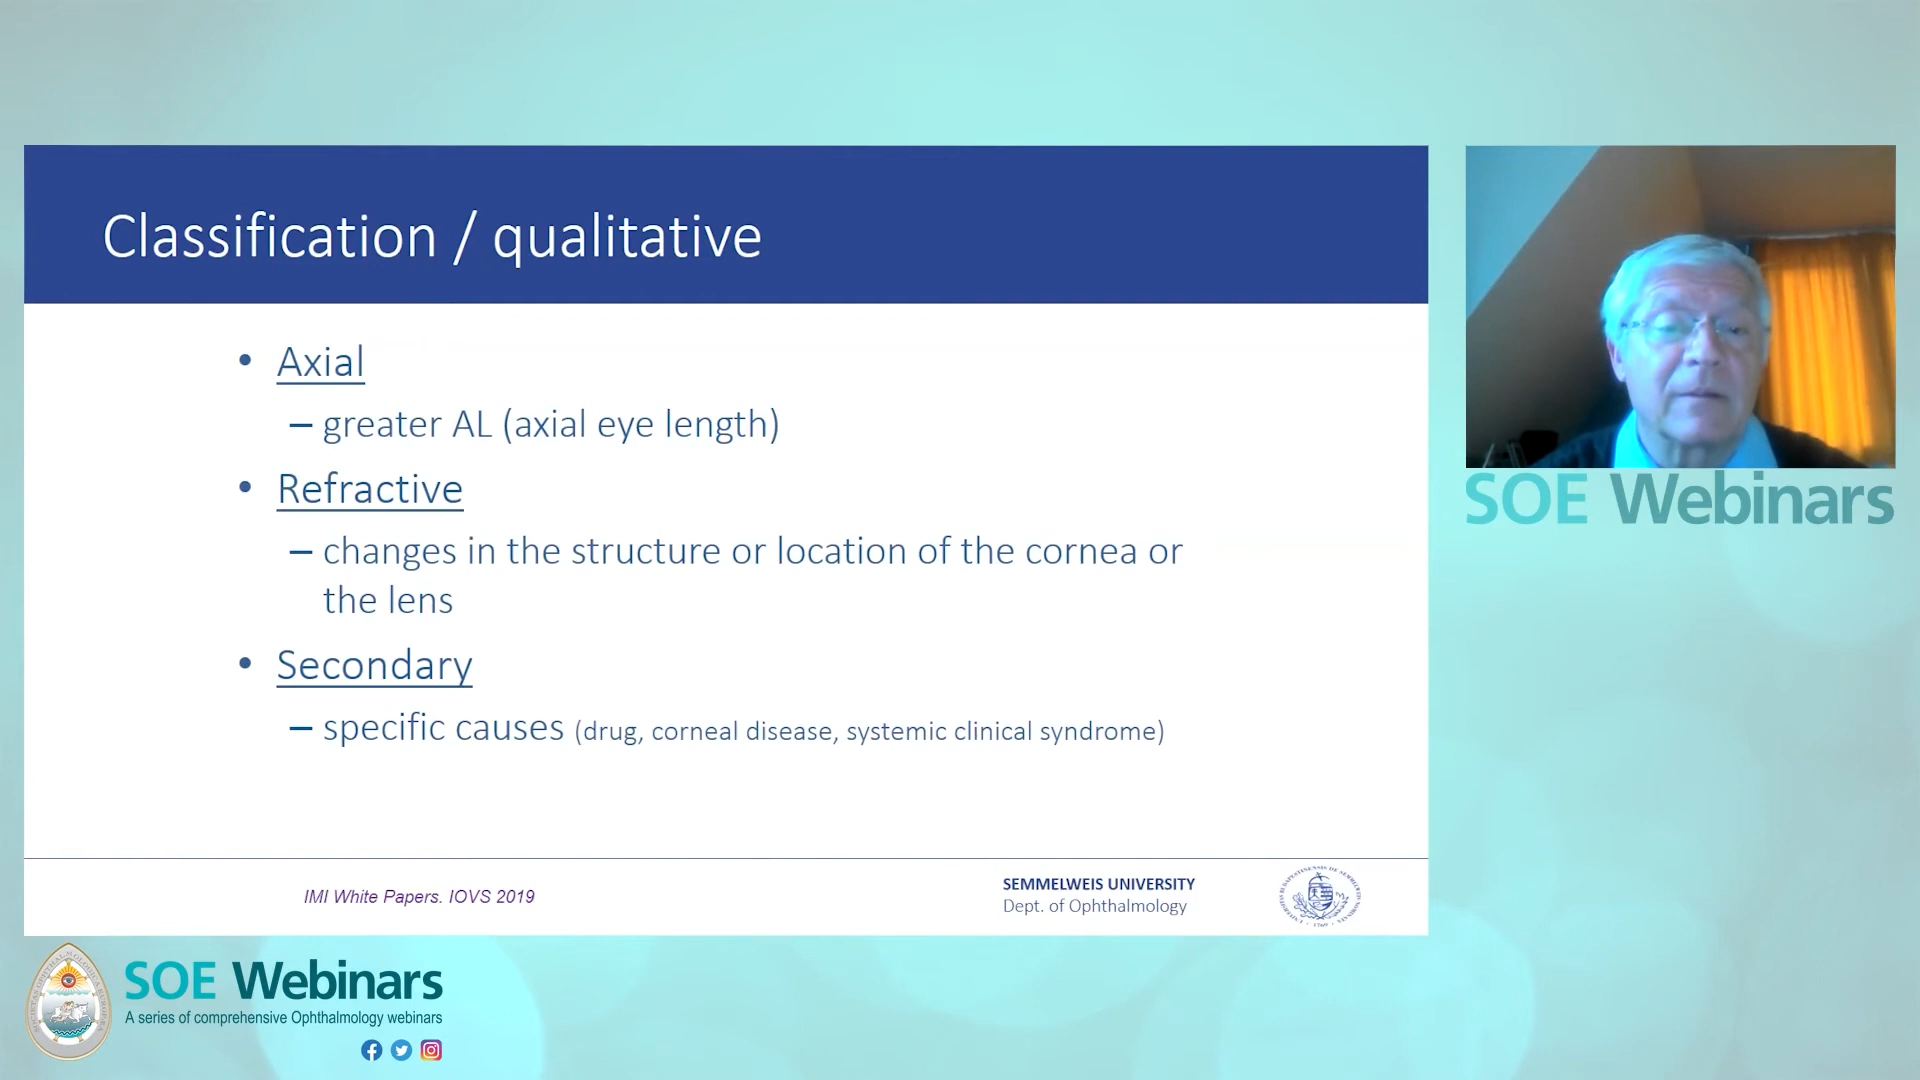 Classification / qualitative
• Axial
– greater AL (axial eye length)
• Refractive
– changes in the structure or location of the cornea or
the lens
• Secondary
– specific causes (drug, corneal disease, systemic clinical syndrome)
IMI White Papers. IOVS 2019
SEMMELWEIS UNIVERSITY
Dept. of Ophthalmology
SOE Webinars
SOE Webinars
A series of comprehensive Ophthalmology webinars